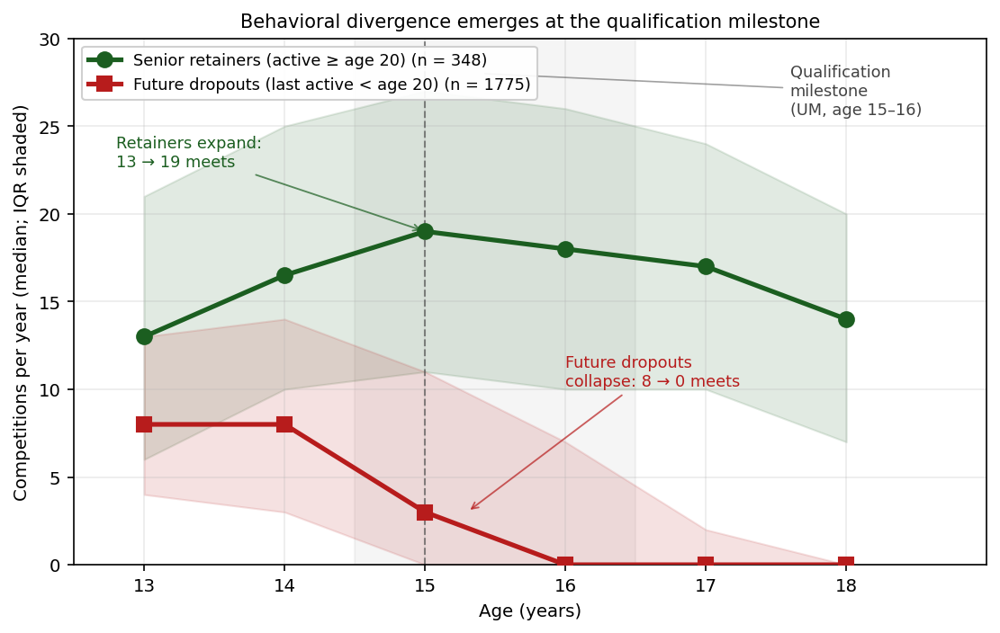 Behavioral divergence emerges at the qualification milestone
Senior retainers (active ≥ age 20) (n = 348)
Future dropouts (last active < age 20) (n = 1775)
Qualification
milestone
(UM, age 15–16)
Retainers expand:
13 → 19 meets
Future dropouts
collapse: 8 → 0 meets
Competitions per year (median; IQR shaded)
30
25
20
15
10
5
0
13 14 15 16 17 18
Age (years)